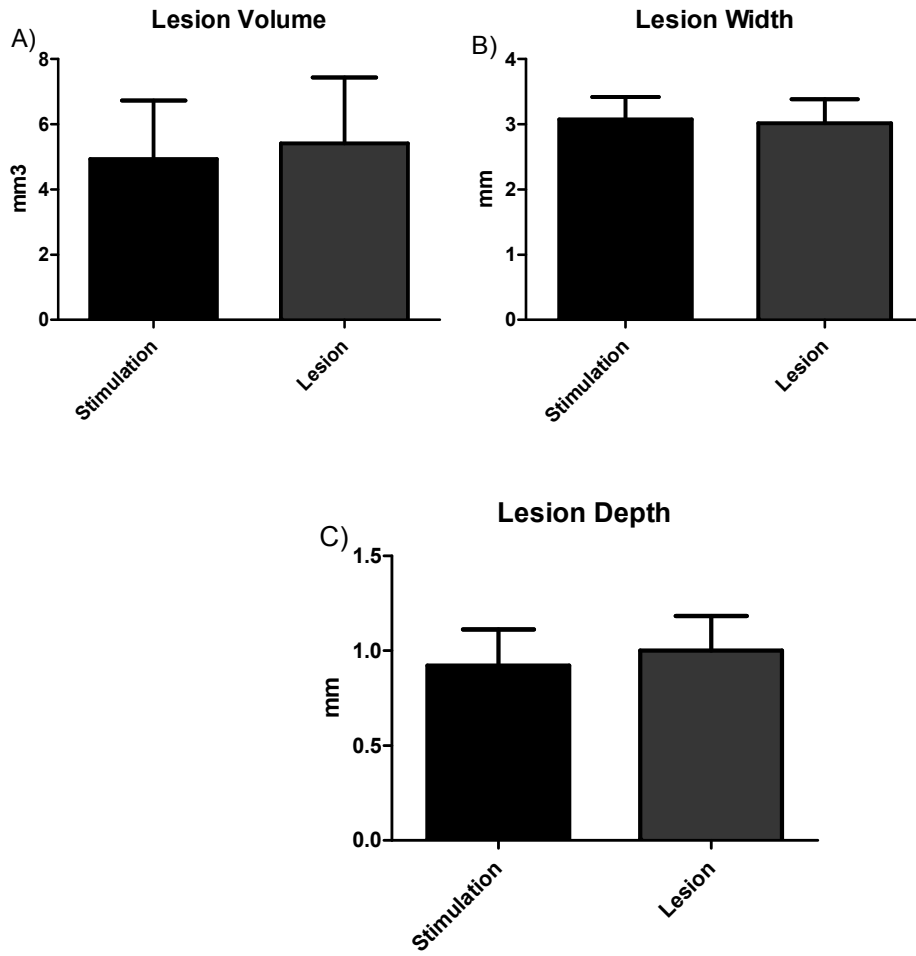 A)
Lesion Volume
mm3
8
6
4
2
0
Stimulation
Lesion
B)
Lesion Width
mm
4
3
2
1
0
Stimulation
Lesion
C)
Lesion Depth
mm
1.5
1.0
0.5
0.0
Stimulation
Lesion